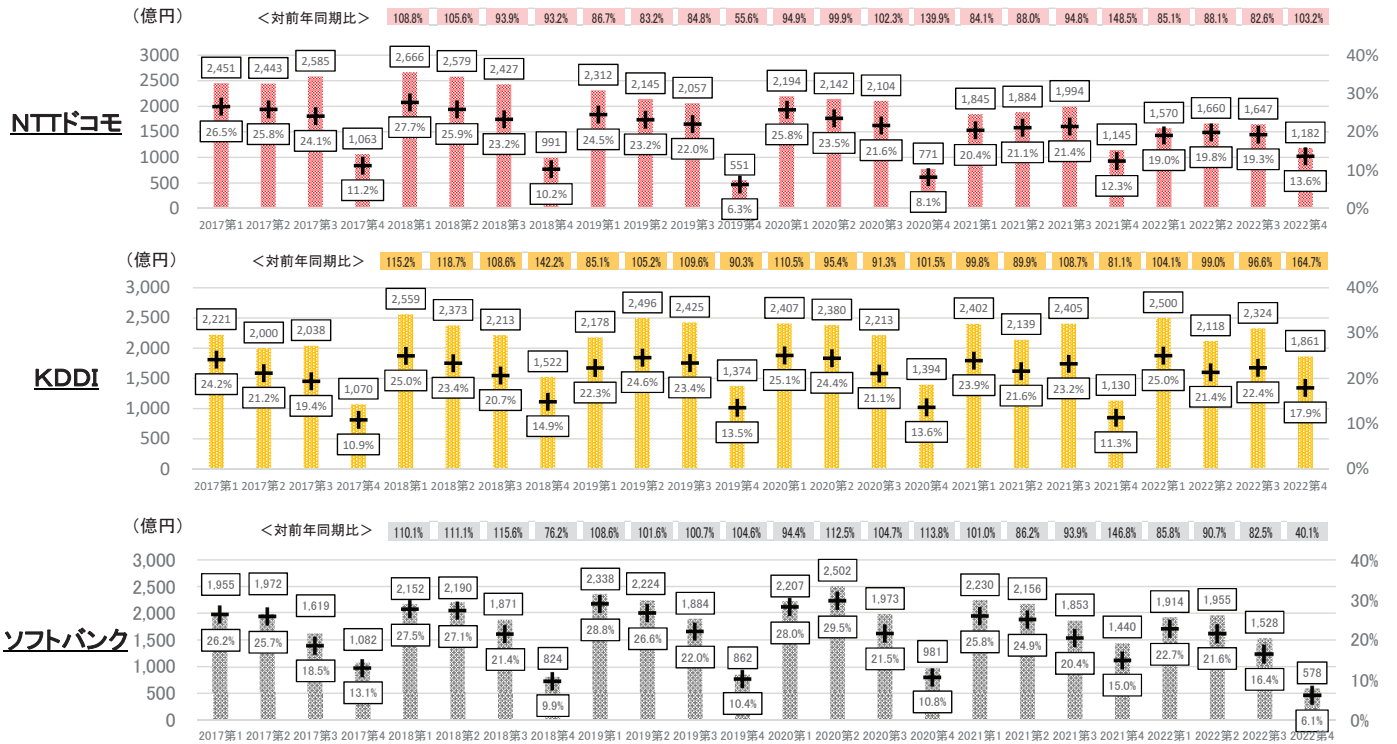 ＜対前年同期比＞ 108.8% 105.6% 93.9% 93.2% 86.7% 83.2% 84.8% 55.6% 94.9% 99.9% 102.3% 139.9% 84.1% 88.0% 94.8% 148.5% 85.1% 88.1% 82.6% 103.2%
（億円）
NTTドコモ
3000
2500
2000
1500
1000
500
0
40%
30%
20%
10%
0%
2,451 2,443 2,585 1,063 2,666 2,579 2,427 991 2,312 2,145 2,057 551 2,194 2,142 2,104 771 1,845 1,884 1,994 1,145 1,570 1,660 1,647 1,182
26.5% 25.8% 24.1% 11.2% 27.7% 25.9% 23.2% 10.2% 24.5% 23.2% 22.0% 6.3% 25.8% 23.5% 21.6% 8.1% 20.4% 21.1% 21.4% 12.3% 19.0% 19.8% 19.3% 13.6%
2017第1 2017第2 2017第3 2017第4 2018第1 2018第2 2018第3 2018第4 2019第1 2019第2 2019第3 2019第4 2020第1 2020第2 2020第3 2020第4 2021第1 2021第2 2021第3 2021第4 2022第1 2022第2 2022第3 2022第4
（億円）
＜対前年同期比＞ 115.2% 118.7% 108.6% 142.2% 85.1% 105.2% 109.6% 90.3% 110.5% 95.4% 91.3% 101.5% 99.8% 89.9% 108.7% 81.1% 104.1% 99.0% 96.6% 164.7%
KDDI
3,000
2,500
2,000
1,500
1,000
500
0
40%
30%
20%
10%
0%
2,221 2,000 2,038 1,070 2,559 2,373 2,213 1,522 2,178 2,496 2,425 1,374 2,407 2,380 2,213 1,394 2,402 2,139 2,405 1,130 2,500 2,118 2,324 1,861
24.2% 21.2% 19.4% 10.9% 25.0% 23.4% 20.7% 14.9% 22.3% 24.6% 23.4% 13.5% 25.1% 24.4% 21.1% 13.6% 23.9% 21.6% 23.2% 11.3% 25.0% 21.4% 22.4% 17.9%
2017第1 2017第2 2017第3 2017第4 2018第1 2018第2 2018第3 2018第4 2019第1 2019第2 2019第3 2019第4 2020第1 2020第2 2020第3 2020第4 2021第1 2021第2 2021第3 2021第4 2022第1 2022第2 2022第3 2022第4
（億円）
＜対前年同期比＞ 110.1% 111.1% 115.6% 76.2% 108.6% 101.6% 100.7% 104.6% 94.4% 112.5% 104.7% 113.8% 101.0% 86.2% 93.9% 146.8% 85.8% 90.7% 82.5% 40.1%
ソフトバンク
3,000
2,500
2,000
1,500
1,000
500
0
40%
30%
20%
10%
0%
1,955 1,972 1,619 1,082 2,152 2,190 1,871 824 2,338 2,224 1,884 862 2,207 2,502 1,973 981 2,230 2,156 1,853 1,440 1,914 1,955 1,528 578
26.2% 25.7% 18.5% 13.1% 27.5% 27.1% 21.4% 9.9% 28.8% 26.6% 22.0% 10.4% 28.0% 29.5% 21.5% 10.8% 25.8% 24.9% 20.4% 15.0% 22.7% 21.6% 16.4% 6.1%
2017第1 2017第2 2017第3 2017第4 2018第1 2018第2 2018第3 2018第4 2019第1 2019第2 2019第3 2019第4 2020第1 2020第2 2020第3 2020第4 2021第1 2021第2 2021第3 2021第4 2022第1 2022第2 2022第3 2022第4